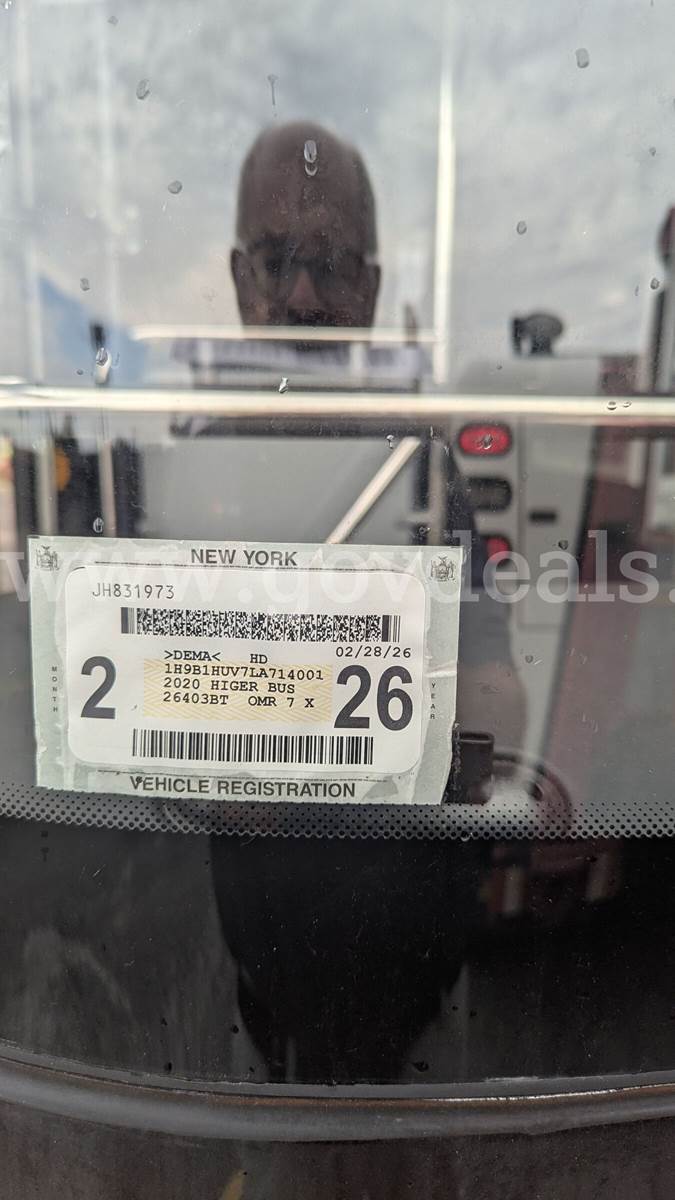 NEW YORK
www.govdeals.
JH831973
>DEMA< HD 02/28/26
1H9B1HUV7LA714001
2020 HIGER BUS
26403BT OMR 7 X
MONTH
2
26
YEAR
VEHICLE REGISTRATION